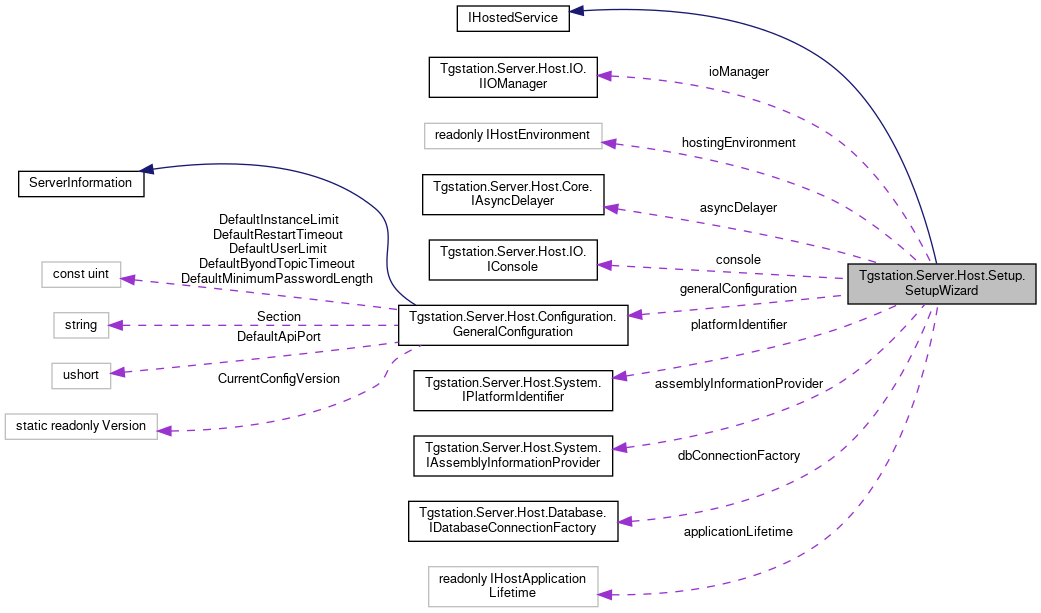 IHostedService
Tgstation.Server.Host.IO.
IIOManager
ioManager
readonly IHostEnvironment
hostingEnvironment
ServerInformation
Tgstation.Server.Host.Core.
IAsyncDelayer
asyncDelayer
DefaultInstanceLimit
DefaultRestartTimeout
DefaultUserLimit
DefaultByondTopicTimeout
DefaultMinimumPasswordLength
const uint
Tgstation.Server.Host.IO.
IConsole
console
Tgstation.Server.Host.Setup.
SetupWizard
generalConfiguration
string
Section
Tgstation.Server.Host.Configuration.
GeneralConfiguration
platformIdentifier
DefaultApiPort
ushort
CurrentConfigVersion
Tgstation.Server.Host.System.
IPlatformIdentifier
assemblyInformationProvider
static readonly Version
Tgstation.Server.Host.System.
IAssemblyInformationProvider
dbConnectionFactory
Tgstation.Server.Host.Database.
IDatabaseConnectionFactory
applicationLifetime
readonly IHostApplication
Lifetime